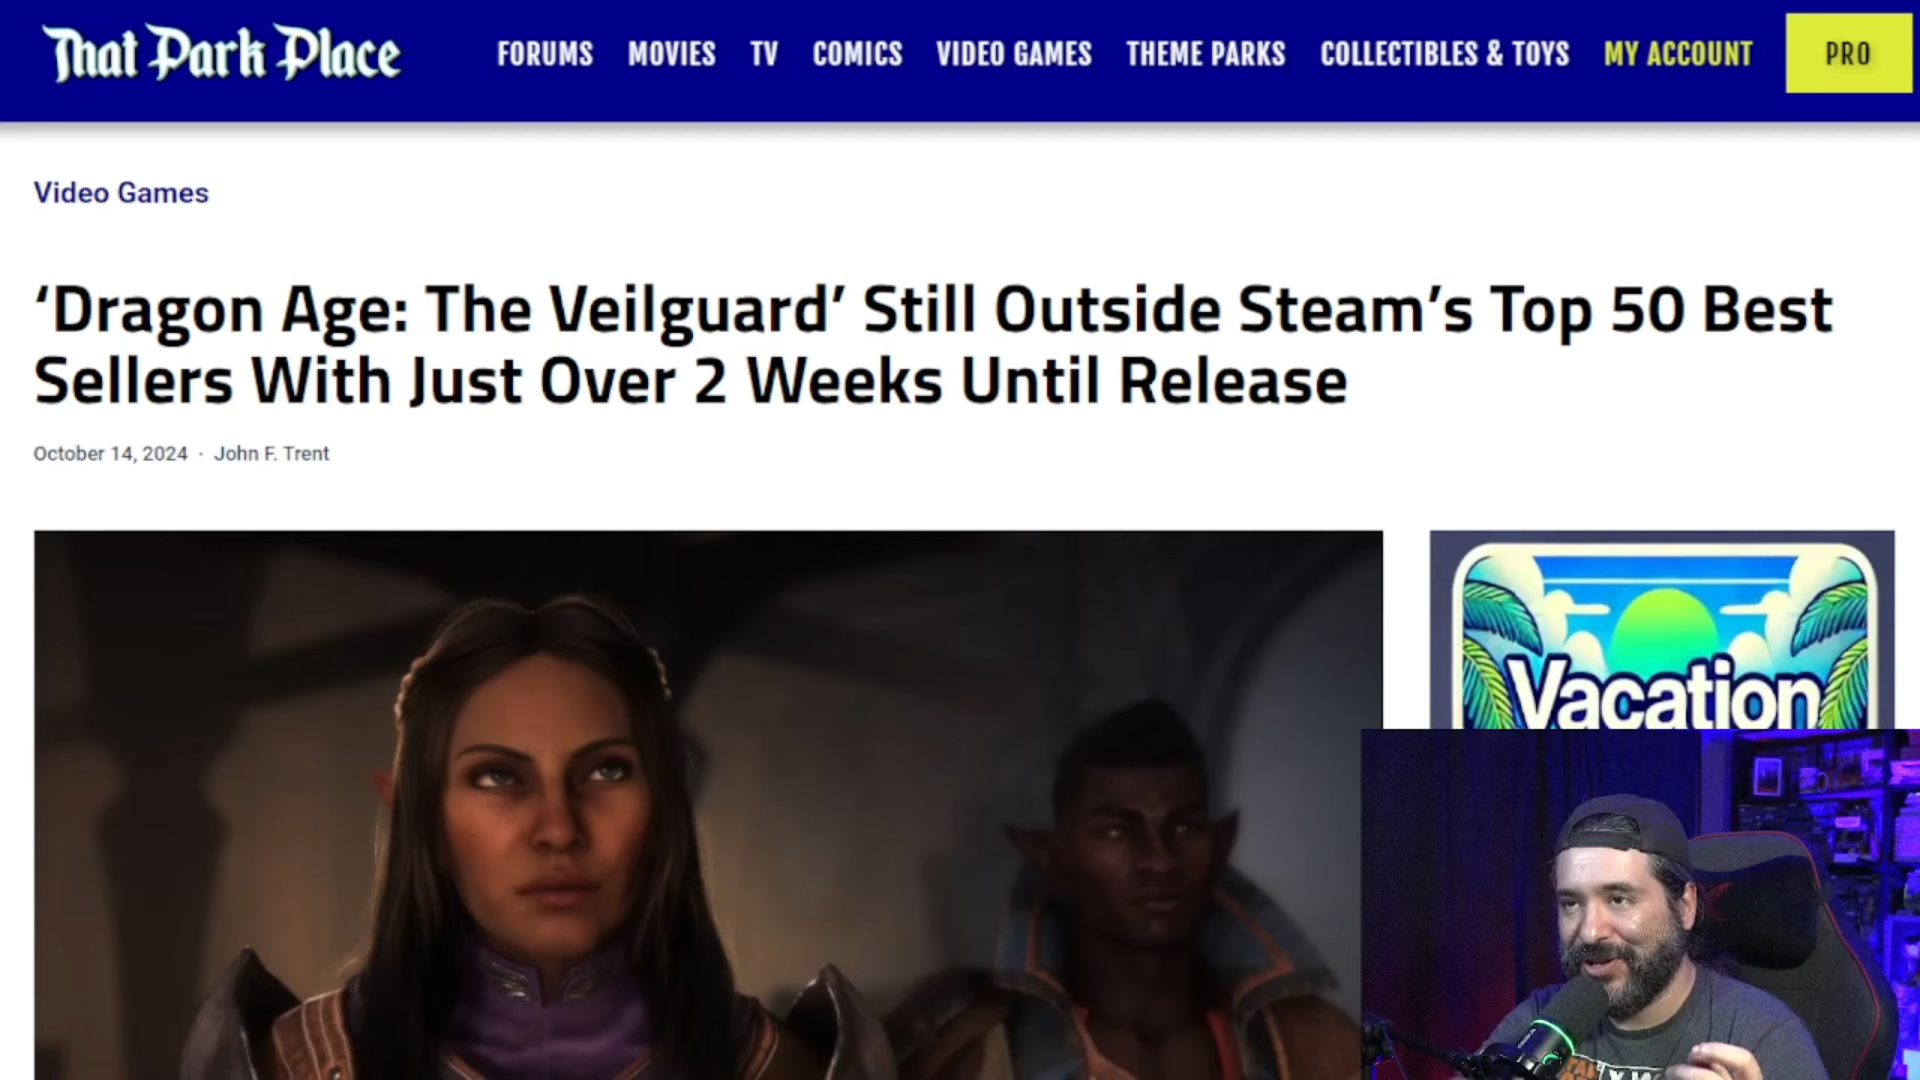 That Park Place
FORUMS MOVIES TV COMICS VIDEO GAMES THEME PARKS COLLECTIBLES & TOYS MY ACCOUNT PRO
Video Games
‘Dragon Age: The Veilguard’ Still Outside Steam’s Top 50 Best
Sellers With Just Over 2 Weeks Until Release
October 14, 2024 · John F. Trent
Vacation